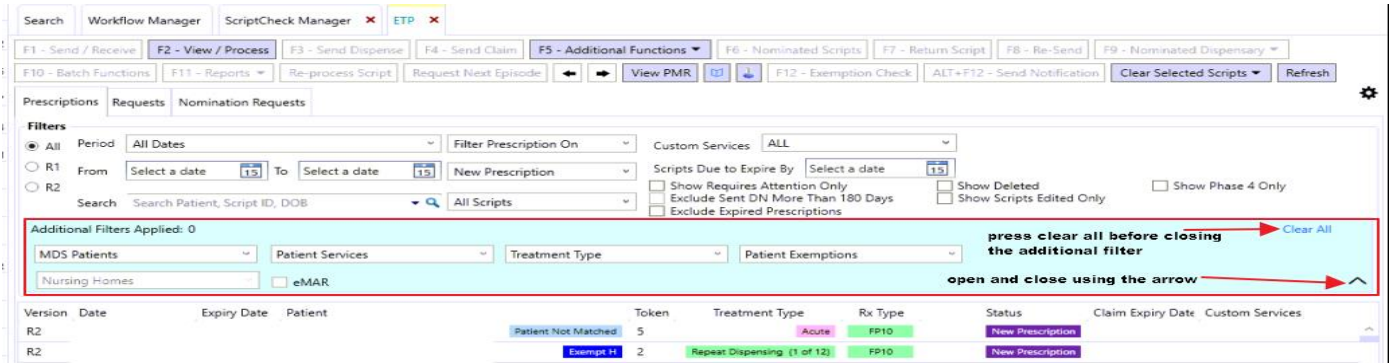 Search Workflow Manager ScriptCheck Manager ETP
F1 - Send / Receive F2 - View / Process F3 - Send Dispense F4 - Send Claim F5 - Additional Functions F6 - Nominated Scripts F7 - Return Script F8 - Re-Send F9 - Nominated Dispensary
F10 - Batch Functions F11 - Reports Re-process Script Request Next Episode View PMR F12 - Exemption Check ALT+F12 - Send Notification Clear Selected Scripts Refresh
Prescriptions Requests Nomination Requests
Filters
All Period All Dates Filter Prescription On Custom Services ALL
R1 From Select a date 15 To Select a date 15 New Prescription Scripts Due to Expire By Select a date 15
R2 Show Requires Attention Only Show Deleted Show Phase 4 Only
Search Search Patient, Script ID, DOB All Scripts Exclude Sent DN More Than 180 Days Show Scripts Edited Only
Exclude Expired Prescriptions
Additional Filters Applied: 0 press clear all before closing Clear All
MDS Patients Patient Services Treatment Type Patient Exemptions the additional filter
Nursing Homes eMAR open and close using the arrow
Version Date Expiry Date Patient Token Treatment Type Rx Type Status Claim Expiry Date Custom Services
R2 Patient Not Matched 5 Acute FP10 New Prescription
R2 Exempt H 2 Repeat Dispensing (1 of 12) FP10 New Prescription